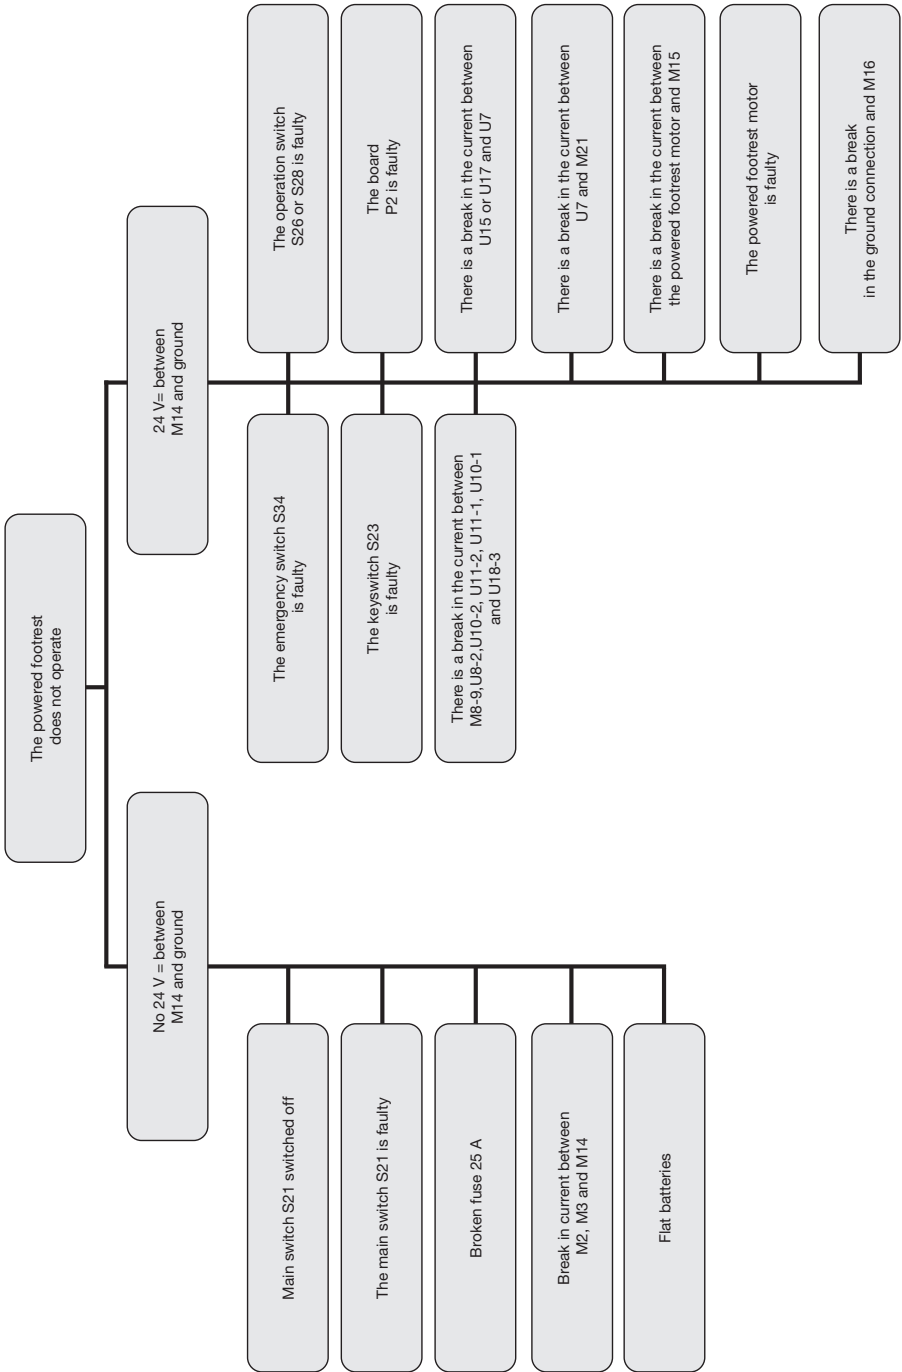 The powered footrest
does not operate
No 24 V = between
M14 and ground
Main switch S21 switched off
The main switch S21 is faulty
Broken fuse 25 A
Break in current between
M2, M3 and M14
Flat batteries
24 V= between
M14 and ground
The emergency switch S34
is faulty
The keyswitch S23
is faulty
There is a break in the current between
M8-9,U8-2,U10-2, U11-2, U11-1, U10-1
and U18-3
The operation switch
S26 or S28 is faulty
The board
P2 is faulty
There is a break in the current between
U15 or U17 and U7
There is a break in the current between
U7 and M21
There is a break in the current between
the powered footrest motor and M15
The powered footrest motor
is faulty
There is a break
in the ground connection and M16